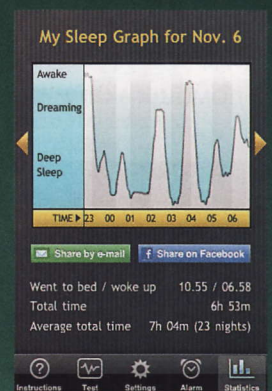 My Sleep Graph for Nov. 6
Awake
Dreaming
Deep
Sleep
TIME 23 00 01 02 03 04 05 06
Share by e-mail Share on Facebook
Went to bed / woke up 10.55 / 06.58
Total time 6h 53m
Average total time 7h 04m (23 nights)
Instructions Test Settings Alarm Statistics